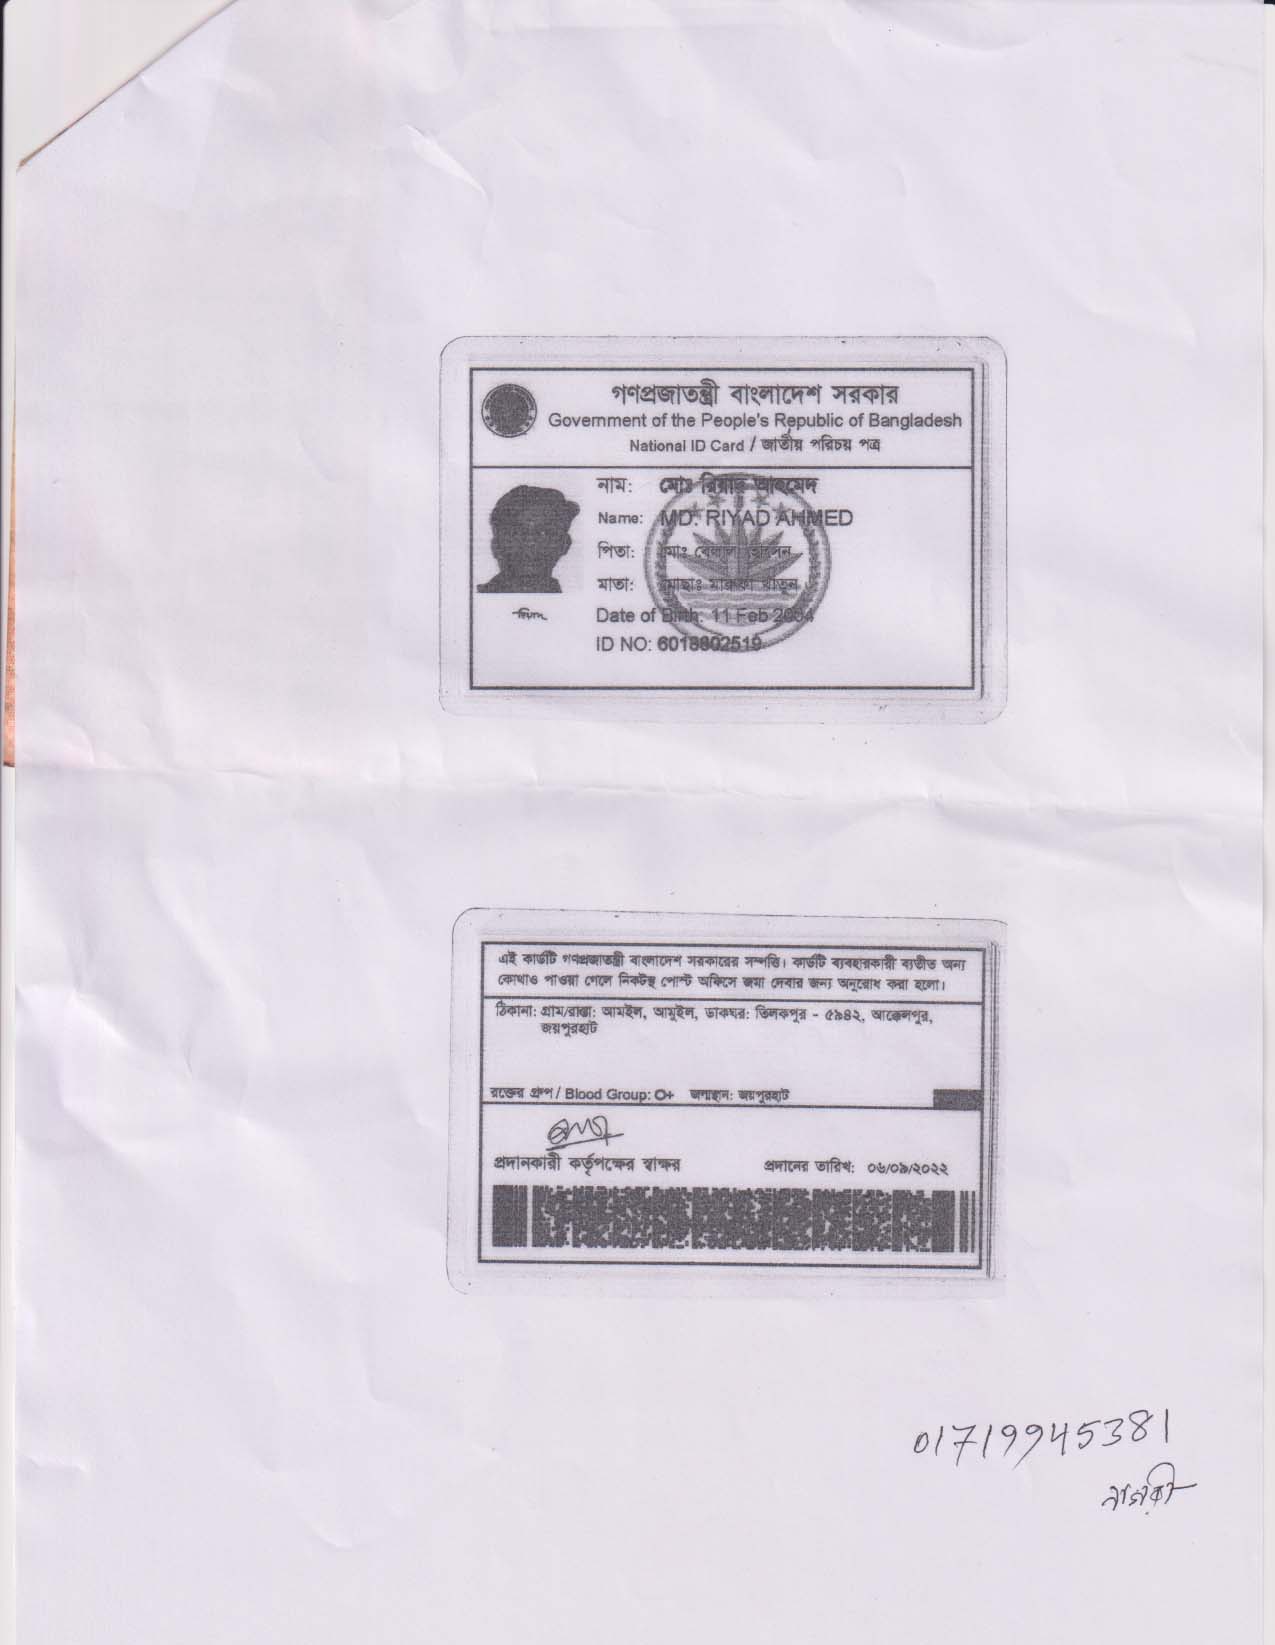 গণপ্রজাতন্ত্রী বাংলাদেশ সরকার
Government of the People's Republic of Bangladesh
National ID Card / জাতীয় পরিচয় পত্র
নাম: মোঃ রিয়াদ আহমেদ
Name: MD. RIYAD AHMED
পিতা: মোঃ বেলাল হোসেন
মাতা: মোছাঃ খাতুন
Date of Birth: 11 Feb 2004
ID NO: 6018802519
এই কার্ডটি গণপ্রজাতন্ত্রী বাংলাদেশ সরকারের সম্পত্তি। কার্ডটি ব্যবহারকারী ব্যতীত অন্য
কোথাও পাওয়া গেলে নিকটস্থ পোস্ট অফিসে জমা দেবার জন্য অনুরোধ করা হলো।
ঠিকানা: গ্রাম/রাস্তা: আমইল, আমুইল, ডাকঘর: তিলকপুর - ৫৯৪২, আক্কেলপুর,
জয়পুরহাট
রক্তের গ্রুপ / Blood Group: O+ জন্মস্থান: জয়পুরহাট
প্রদানকারী কর্তৃপক্ষের স্বাক্ষর প্রদানের তারিখ: ০৬/০৯/২০২২
01719945381